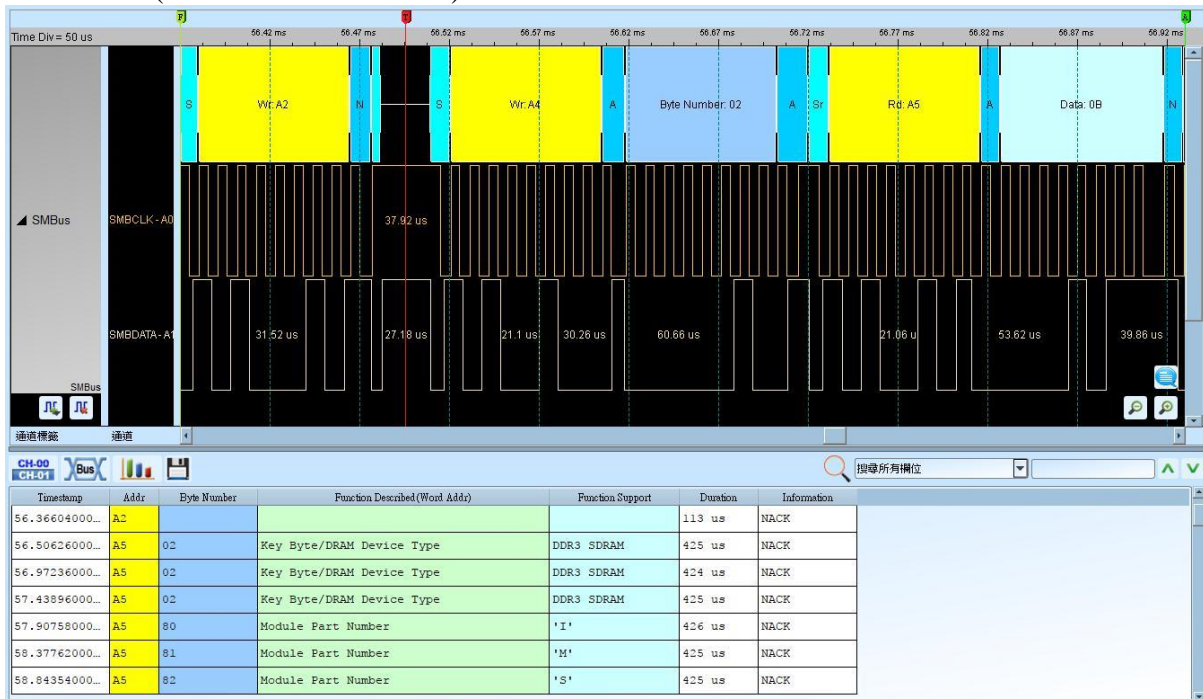 F T A
Time Div = 50 us 56.42 ms 56.47 ms 56.52 ms 56.57 ms 56.62 ms 56.67 ms 56.72 ms 56.77 ms 56.82 ms 56.87 ms 56.92 ms
S Wr: A2 N S Wr: A4 A Byte Number: 02 A Sr Rd: A5 A Data: 0B N
SMBus SMBCLK - A0 37.92 us
SMBDATA - A1 31.52 us 27.18 us 21.1 us 30.26 us 60.66 us 21.06 u 53.62 us 39.86 us
SMBus
通道標籤 通道
CH-00
CH-01 Bus 搜尋所有欄位
Timestamp Addr Byte Number Function Described(Word Addr) Function Support Duration Information
56.36604000... A2 113 us NACK
56.50626000... A5 02 Key Byte/DRAM Device Type DDR3 SDRAM 425 us NACK
56.97236000... A5 02 Key Byte/DRAM Device Type DDR3 SDRAM 424 us NACK
57.43896000... A5 02 Key Byte/DRAM Device Type DDR3 SDRAM 425 us NACK
57.90758000... A5 80 Module Part Number 'I' 426 us NACK
58.37762000... A5 81 Module Part Number 'M' 425 us NACK
58.84354000... A5 82 Module Part Number 'S' 425 us NACK